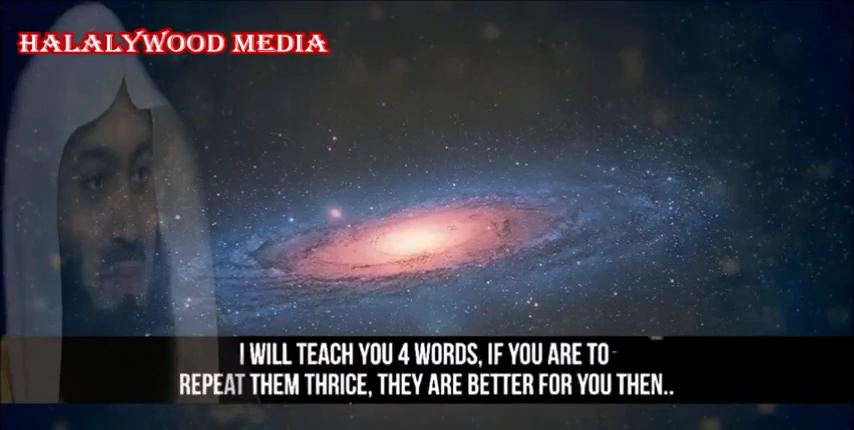 HALALYWOOD MEDIA
I WILL TEACH YOU 4 WORDS, IF YOU ARE TO
REPEAT THEM THRICE, THEY ARE BETTER FOR YOU THEN..